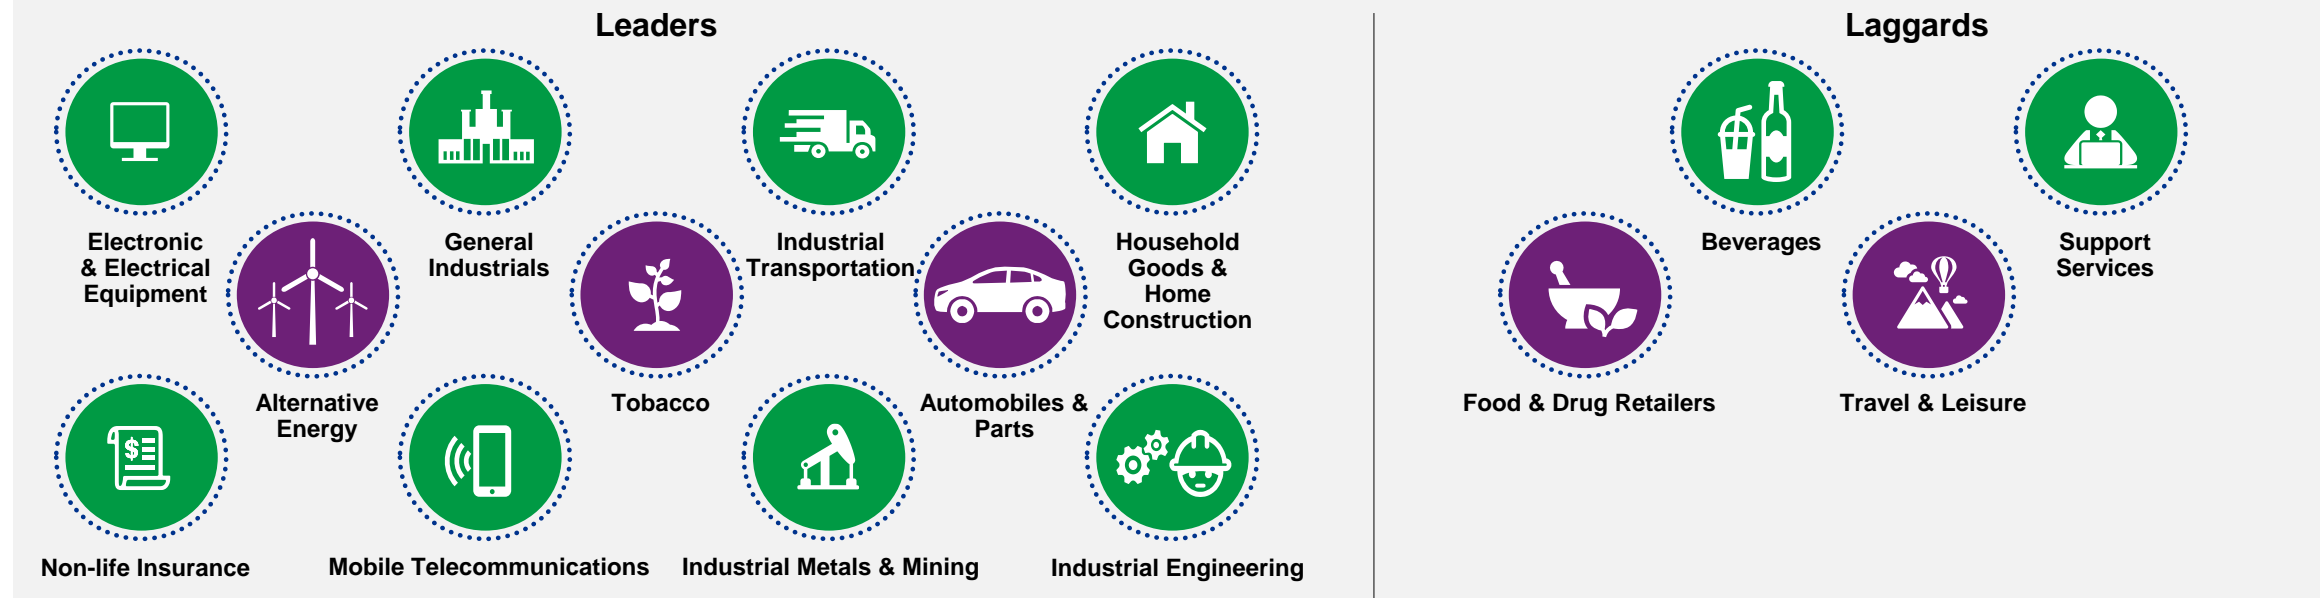 Leaders
Laggards
Electronic
& Electrical
Equipment
General
Industrials
Industrial
Transportation
Household
Goods &
Home
Construction
Beverages
Support
Services
Alternative
Energy
Tobacco
Automobiles &
Parts
Food & Drug Retailers
Travel & Leisure
$
Non-life Insurance
Mobile Telecommunications
Industrial Metals & Mining
Industrial Engineering